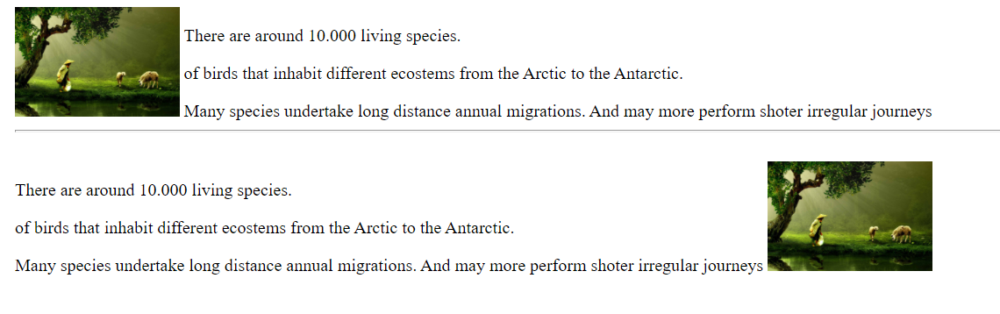 There are around 10.000 living species.
of birds that inhabit different ecostems from the Arctic to the Antarctic.
Many species undertake long distance annual migrations. And may more perform shoter irregular journeys
There are around 10.000 living species.
of birds that inhabit different ecostems from the Arctic to the Antarctic.
Many species undertake long distance annual migrations. And may more perform shoter irregular journeys